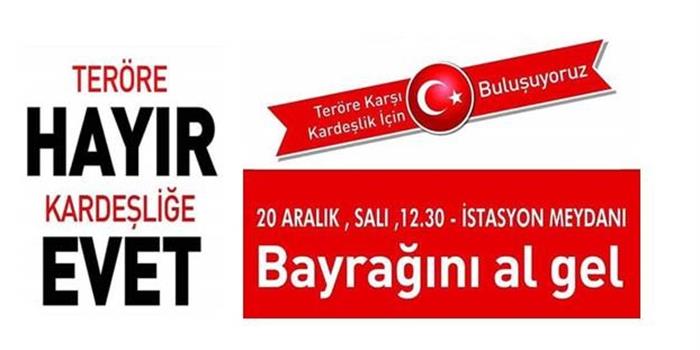 TERÖRE
HAYIR
KARDEŞLİĞE
EVET
Teröre Karşı
Kardeşlik İçin
Buluşuyoruz
20 ARALIK , SALI ,12.30 - İSTASYON MEYDANI
Bayrağını al gel